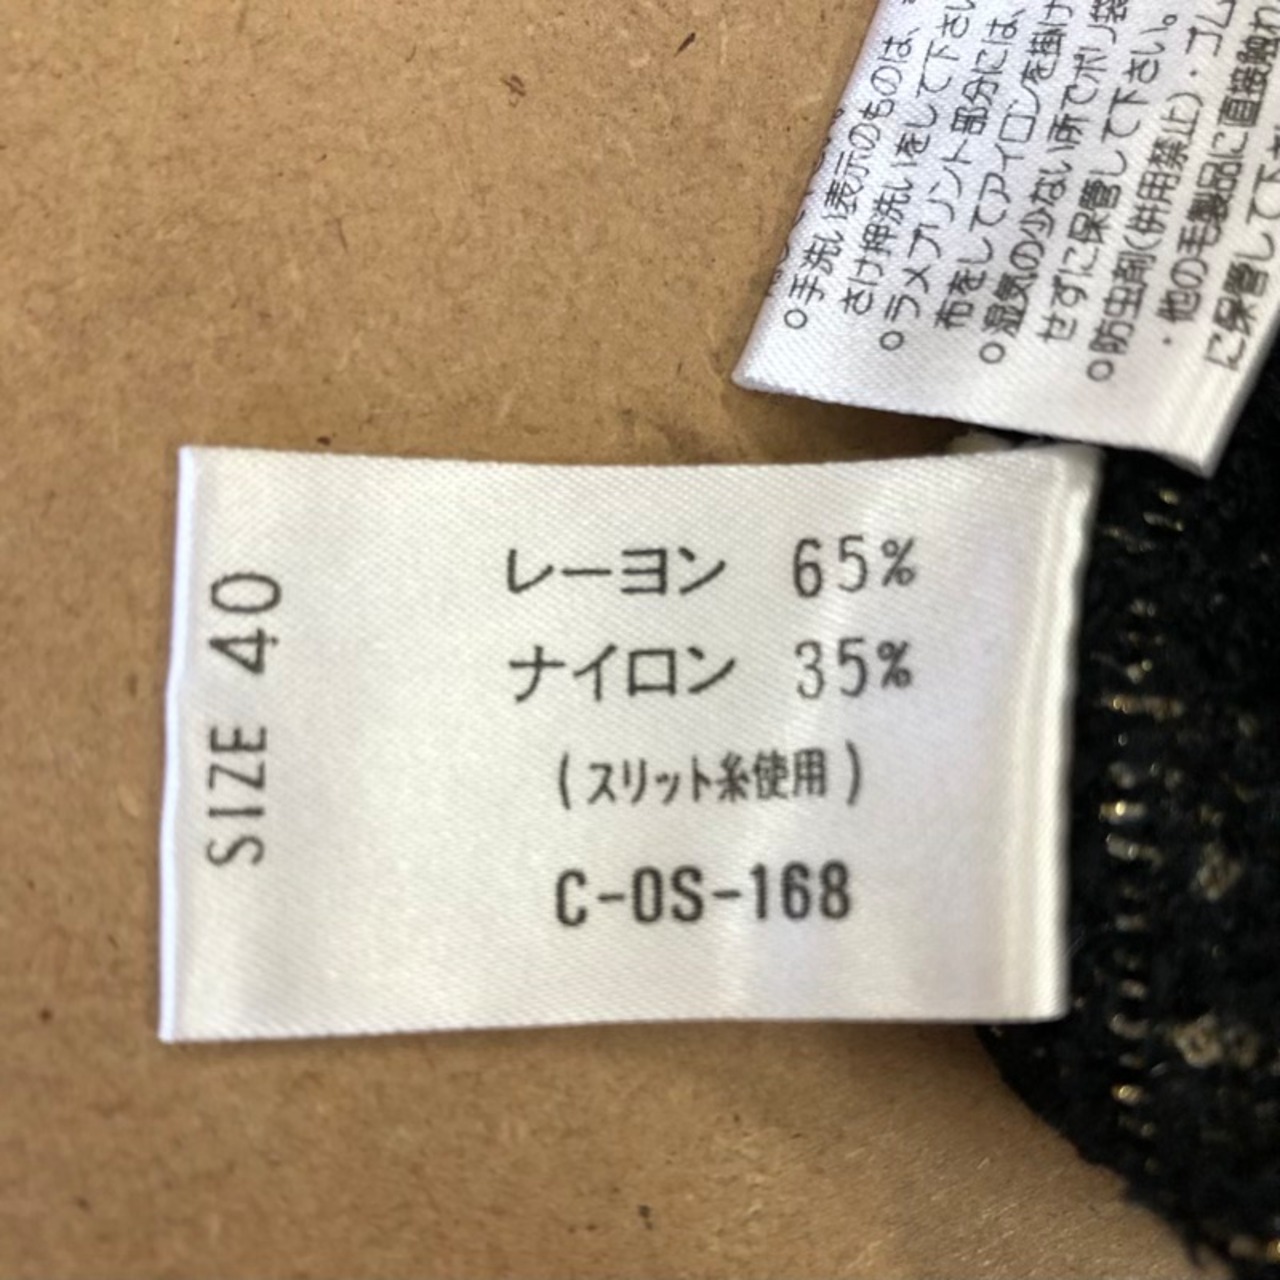 ○手洗い表示のものは、
さけ押洗いをして下さい
○ラメプリント部分には、
布をしてアイロンを掛け
○湿気の少ない所でポリ袋
せずに保管して下さい。
○防虫剤(併用禁止)・ゴム
・他の毛製品に直接触れ
に保管して下さ
レーヨン 65%
ナイロン 35%
(スリット糸使用)
C-OS-168
SIZE 40